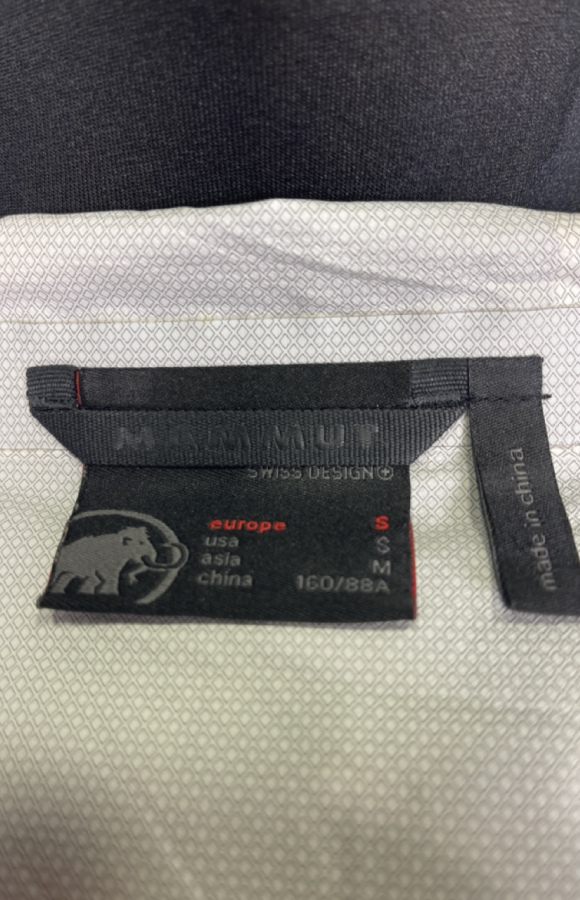 MAMMUT
SWISS DESIGN
europe S
usa S
asia M
china 160/88A
made in china